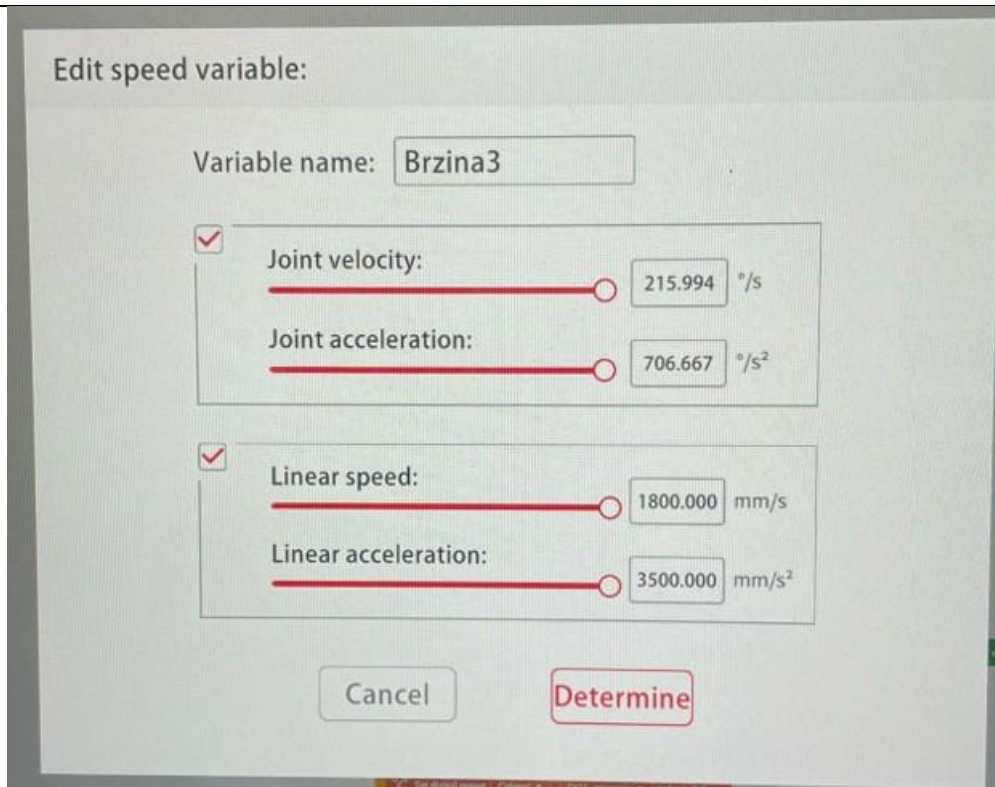 Edit speed variable:
Variable name: Brzina3
Joint velocity:
215.994 °/s
Joint acceleration:
706.667 °/s²
Linear speed:
1800.000 mm/s
Linear acceleration:
3500.000 mm/s²
Cancel Determine